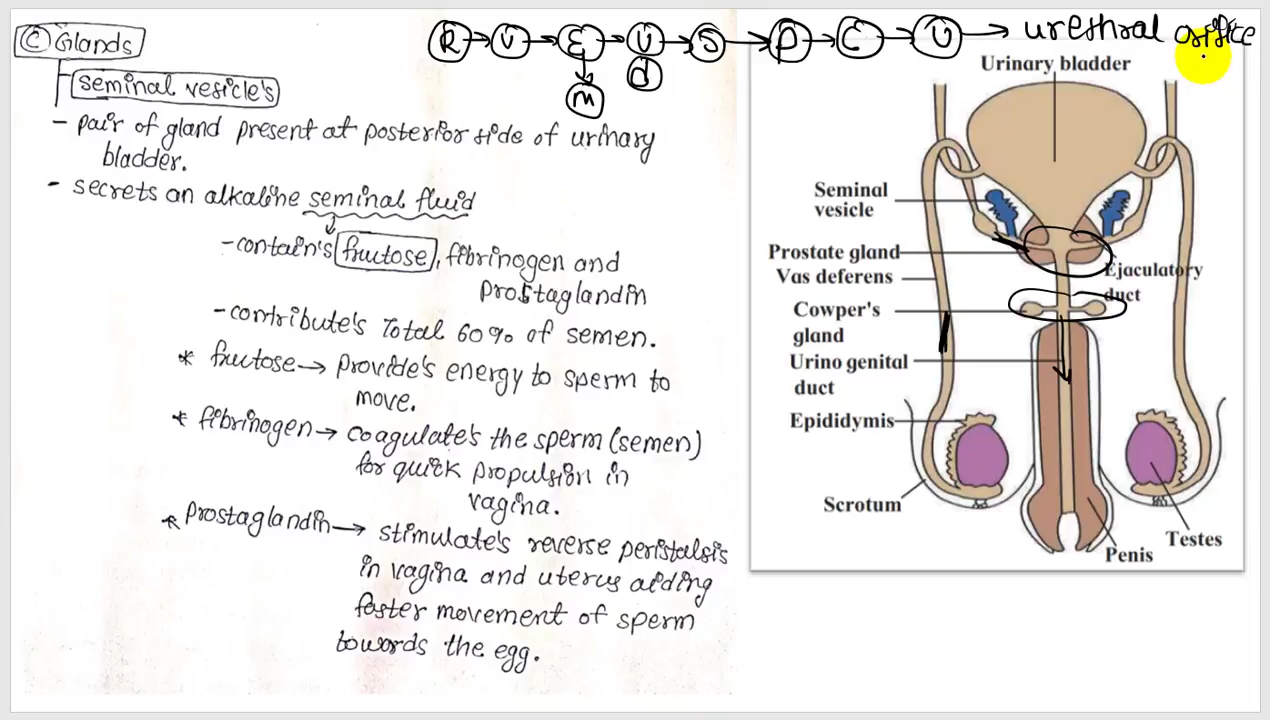 Ⓒ Glands
R → V → E → V → S → P → C → U → urethral orifice
m
d
seminal vesicle's
- pair of gland present at posterior side of urinary
bladder.
- secrets an alkaline seminal fluid
- contain's fructose, fibrinogen and
prostaglandin
- contribute's Total 60% of semen.
* fructose → provide's energy to sperm to
move.
* fibrinogen → coagulate's the sperm (semen)
for quick propulsion in
vagina.
* prostaglandin → stimulate's reverse peristalsis
in vagina and uterus aiding
faster movement of sperm
towards the egg.
Urinary bladder
Seminal
vesicle
Prostate gland
Vas deferens
Ejaculatory
duct
Cowper's
gland
Urino genital
duct
Epididymis
Scrotum
Testes
Penis